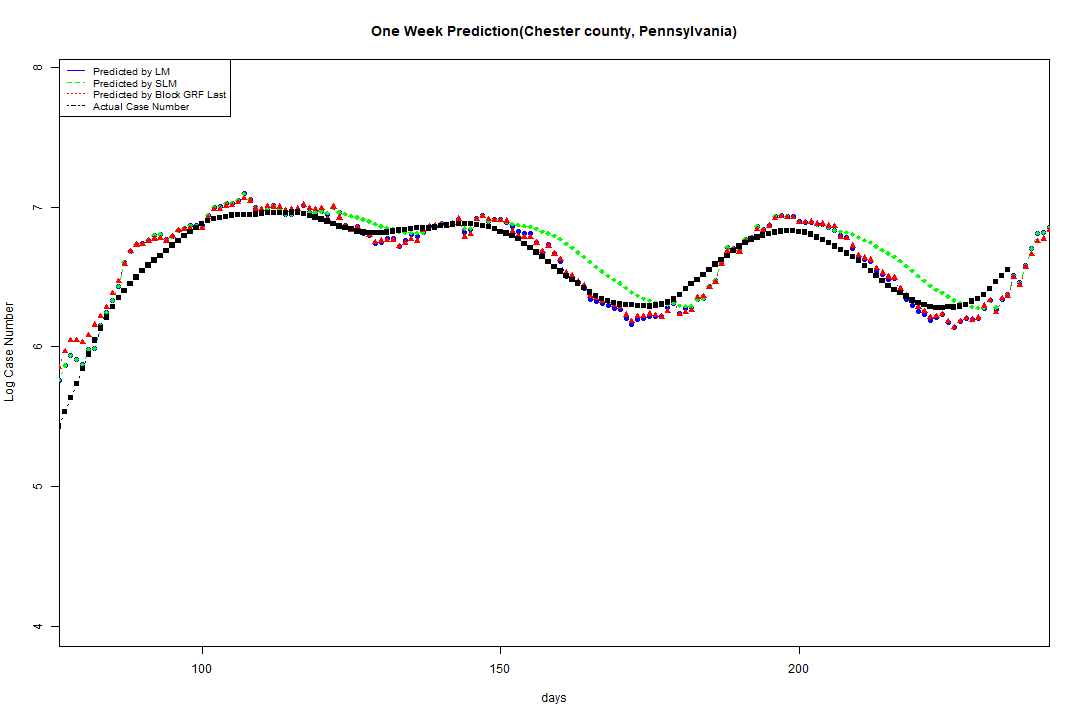 One Week Prediction(Chester county, Pennsylvania)
Predicted by LM
Predicted by SLM
Predicted by Block GRF Last
Actual Case Number
8
7
6
5
4
Log Case Number
100 150 200
days